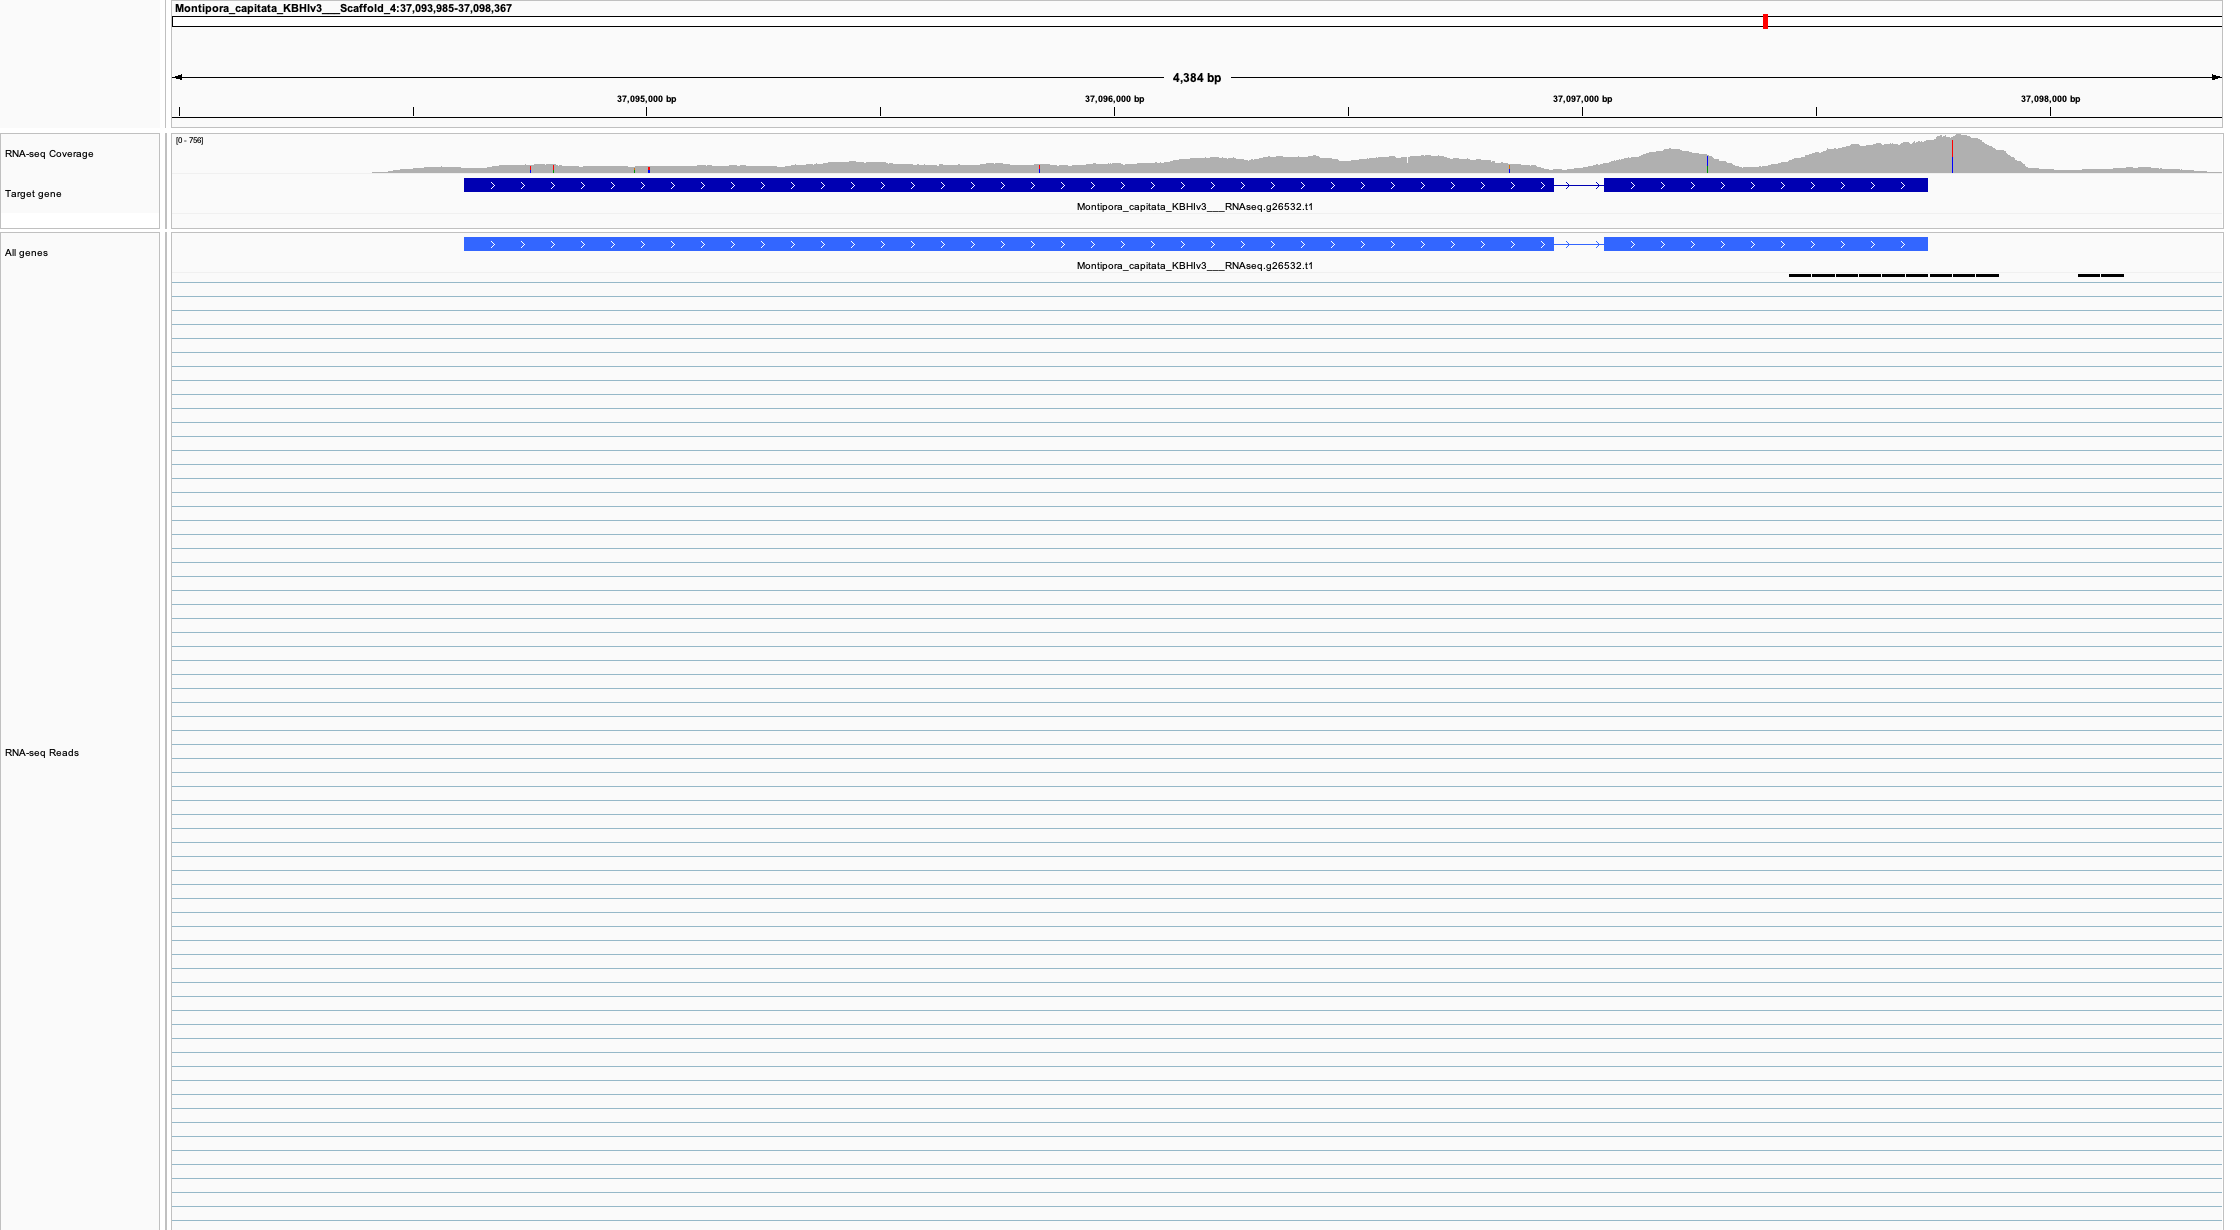 Montipora_capitata_KBHIv3___Scaffold_4:37,093,985-37,098,367
4,384 bp
37,095,000 bp 37,096,000 bp 37,097,000 bp 37,098,000 bp
[0 - 756]
RNA-seq Coverage
Target gene
Montipora_capitata_KBHIv3___RNAseq.g26532.t1
All genes
Montipora_capitata_KBHIv3___RNAseq.g26532.t1
RNA-seq Reads